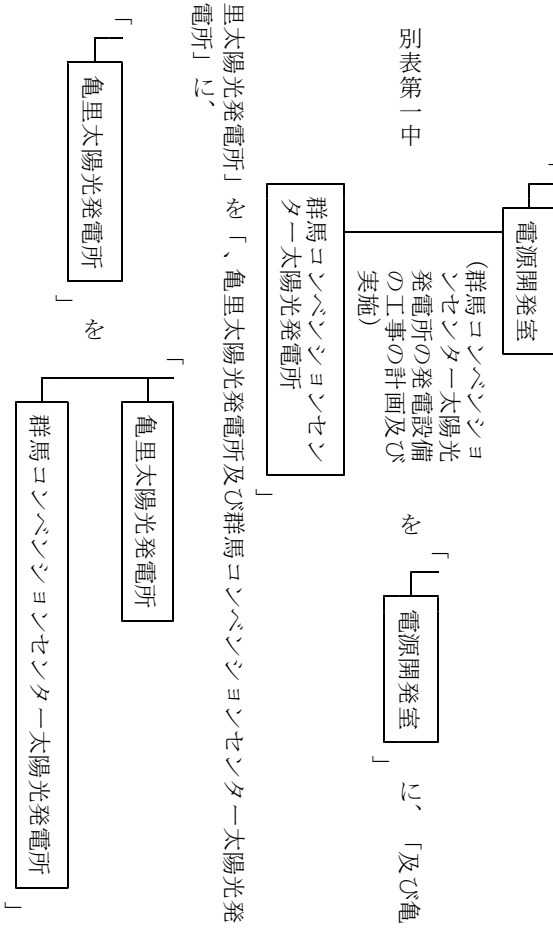 別表第一中
「
電源開発室
(群馬コンベンショ
ンセンター太陽光
発電所の発電設備
の工事の計画及び
実施)
群馬コンベンションセン
ター太陽光発電所
」
を
「
電源開発室
」
に、「及び亀
里太陽光発電所」を「、亀里太陽光発電所及び群馬コンベンションセンター太陽光発
電所」に、
「
亀里太陽光発電所
」
を
「
亀里太陽光発電所
群馬コンベンションセンター太陽光発電所
」